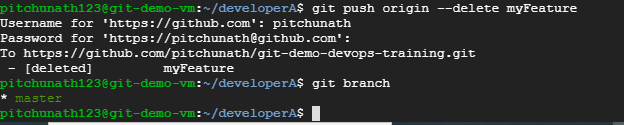 pitchunath123@git-demo-vm:~/developerA$ git push origin --delete myFeature
Username for 'https://github.com': pitchunath
Password for 'https://pitchunath@github.com':
To https://github.com/pitchunath/git-demo-devops-training.git
 - [deleted]         myFeature
pitchunath123@git-demo-vm:~/developerA$ git branch
* master
pitchunath123@git-demo-vm:~/developerA$